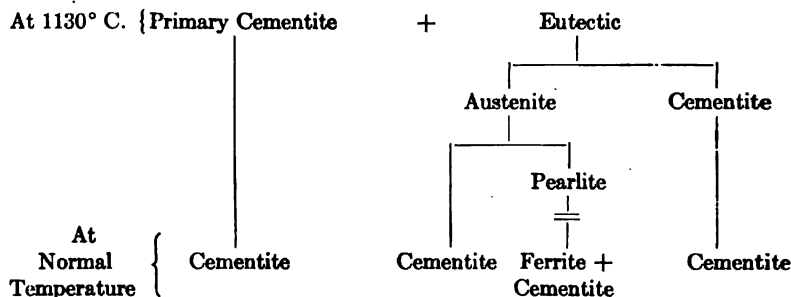 At 1130° C. {Primary Cementite + Eutectic
Austenite Cementite
Pearlite
At
Normal
Temperature
{ Cementite Cementite Ferrite + Cementite
Cementite